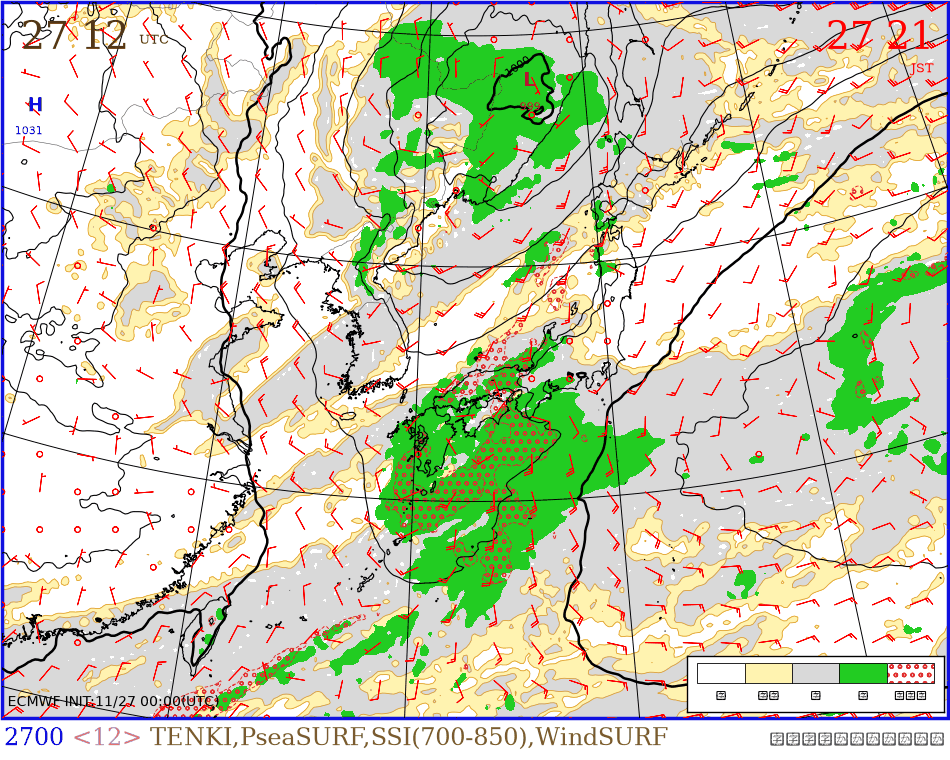 27 12 UTC
27 21
JST
1000
L
H
1031
ECMWF INIT:11/27 00:00(UTC)
2700 <12> TENKI,PseaSURF,SSI(700-850),WindSURF